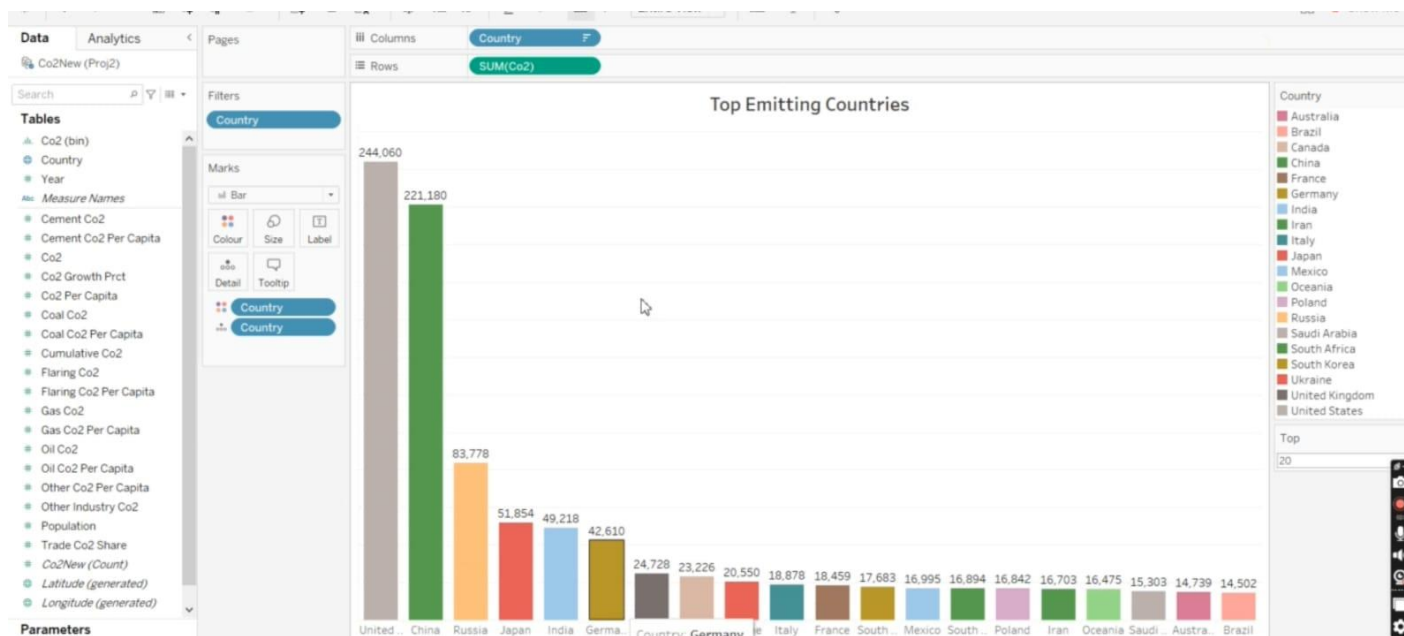 Data Analytics
Co2New (Proj2)
Search
Tables
Co2 (bin)
Country
Year
Abc Measure Names
Cement Co2
Cement Co2 Per Capita
Co2
Co2 Growth Prct
Co2 Per Capita
Coal Co2
Coal Co2 Per Capita
Cumulative Co2
Flaring Co2
Flaring Co2 Per Capita
Gas Co2
Gas Co2 Per Capita
Oil Co2
Oil Co2 Per Capita
Other Co2 Per Capita
Other Industry Co2
Population
Trade Co2 Share
Co2New (Count)
Latitude (generated)
Longitude (generated)
Parameters
Pages
Filters
Country
Marks
Bar
Colour Size Label
Detail Tooltip
Country
Country
Columns Country
Rows SUM(Co2)
Top Emitting Countries
244,060
221,180
83,778
51,854
49,218
42,610
24,728 23,226 20,550 18,878 18,459 17,683 16,995 16,894 16,842 16,703 16,475 15,303 14,739 14,502
United .. China Russia Japan India Germa.. Italy France South .. Mexico South .. Poland Iran Oceania Saudi .. Austra.. Brazil
Country: Germany
Country
Australia
Brazil
Canada
China
France
Germany
India
Iran
Italy
Japan
Mexico
Oceania
Poland
Russia
Saudi Arabia
South Africa
South Korea
Ukraine
United Kingdom
United States
Top
20